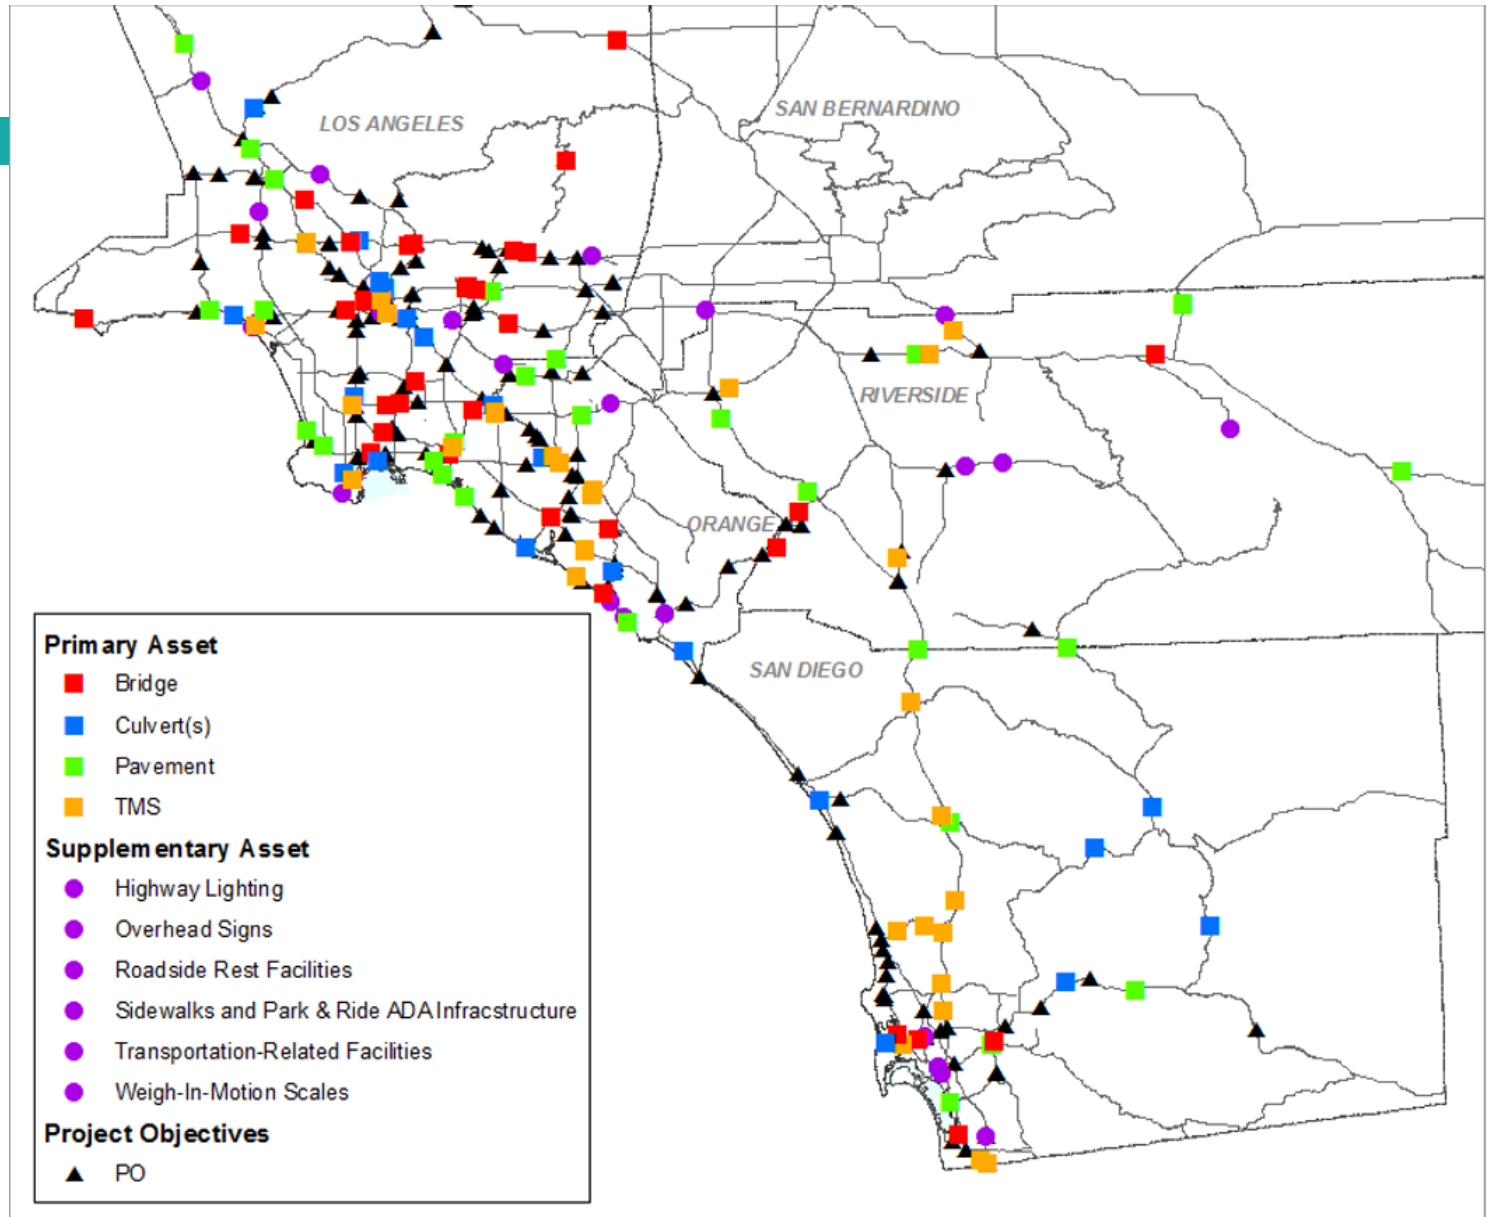 LOS ANGELES
SAN BERNARDINO
RIVERSIDE
ORANGE
SAN DIEGO
Primary Asset
Bridge
Culvert(s)
Pavement
TMS
Supplementary Asset
Highway Lighting
Overhead Signs
Roadside Rest Facilities
Sidewalks and Park & Ride ADA Infracstructure
Transportation-Related Facilities
Weigh-In-Motion Scales
Project Objectives
PO